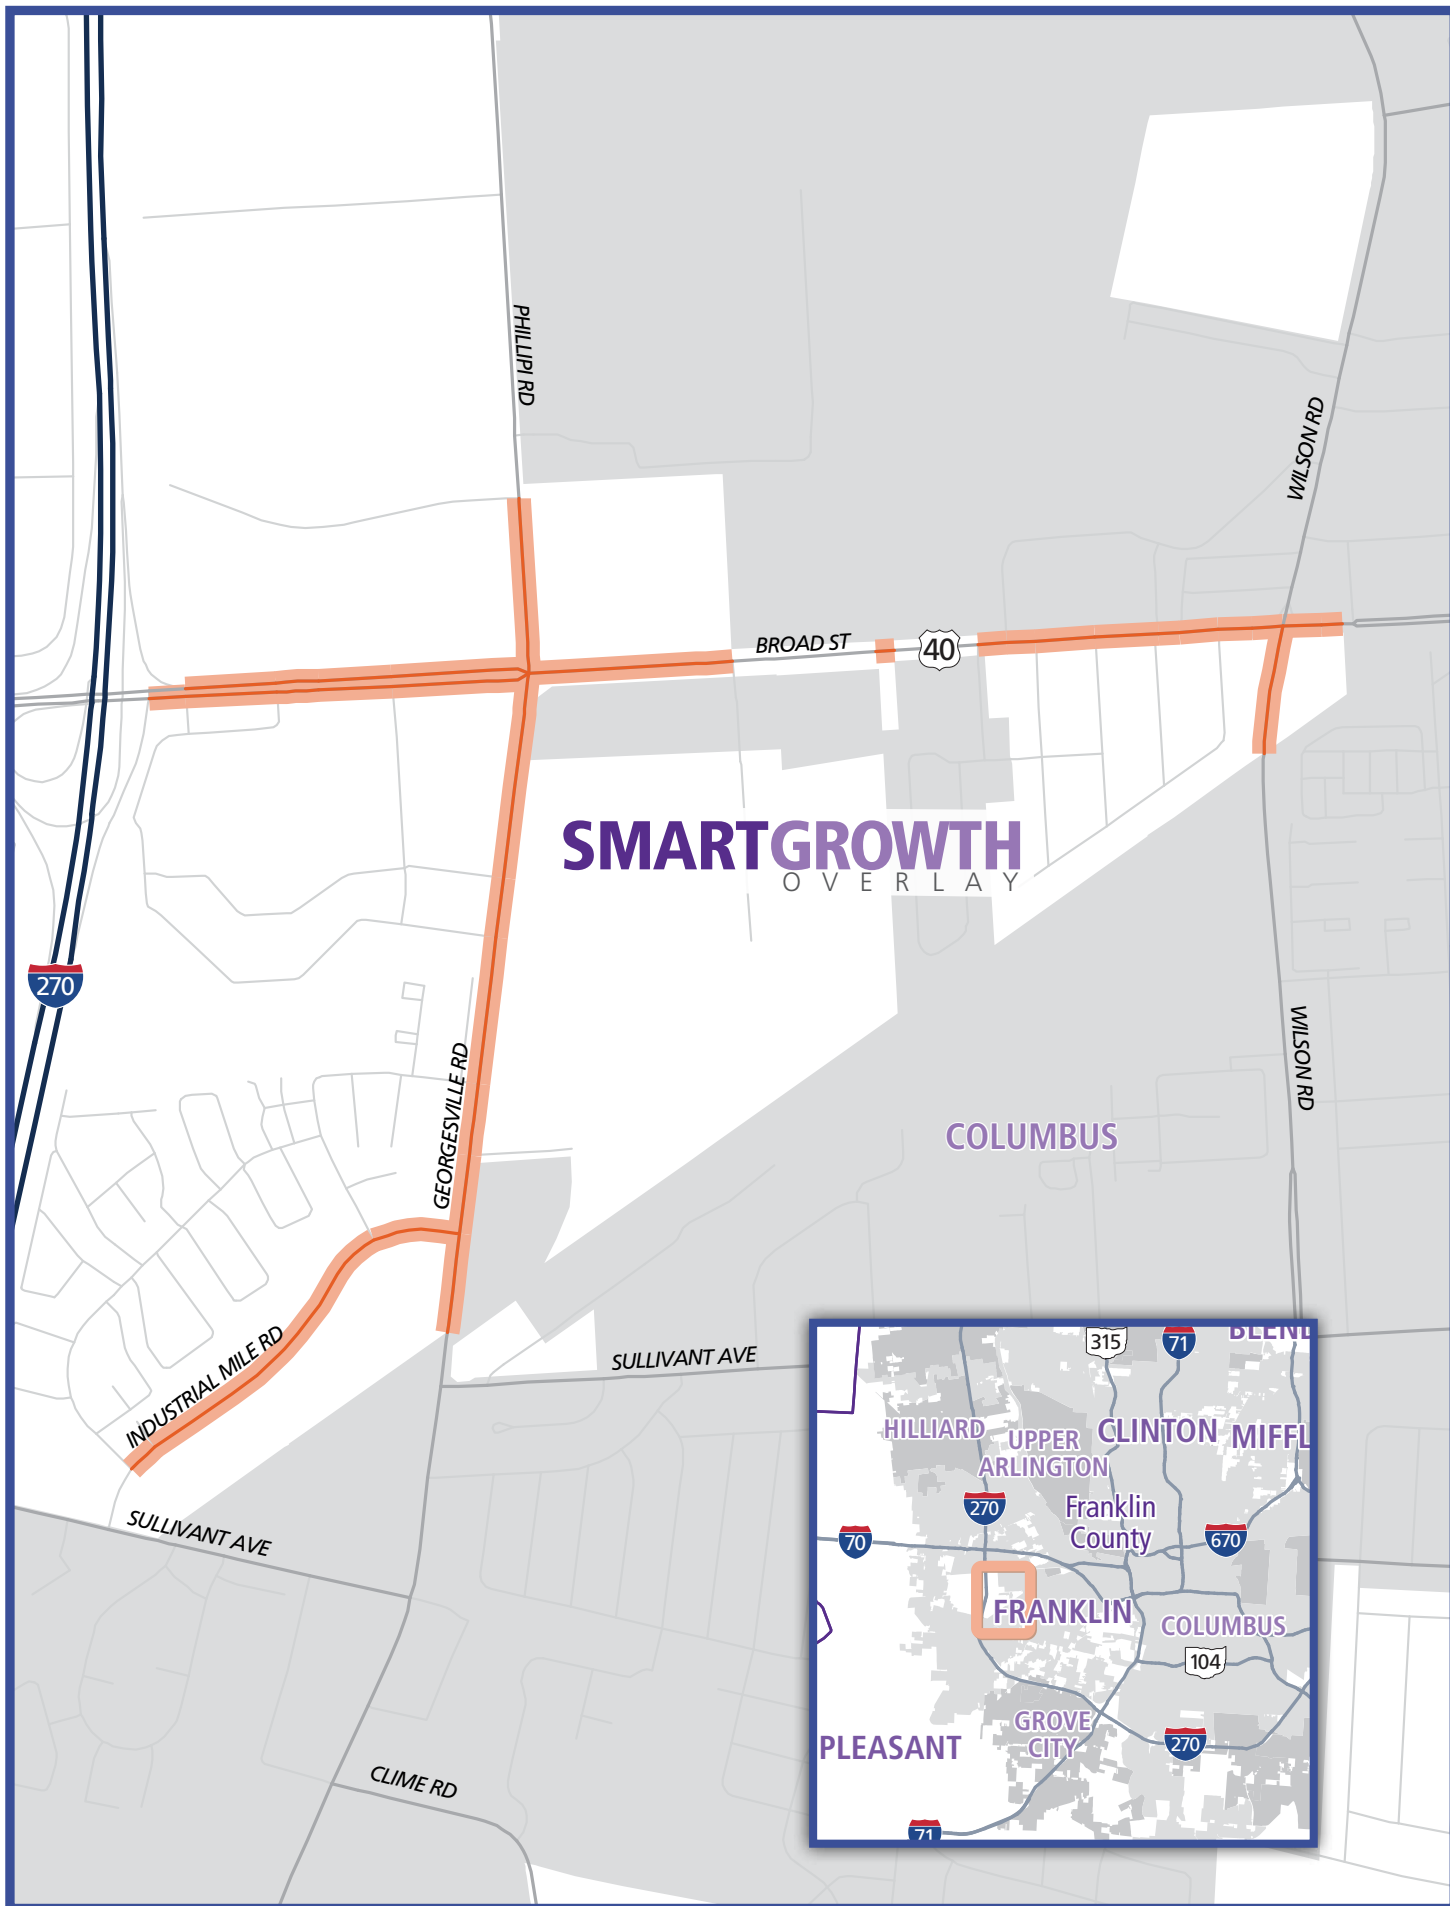 PHILLIPI RD
WILSON RD
BROAD ST
40
SMARTGROWTH
OVERLAY
270
GEORGESVILLE RD
WILSON RD
COLUMBUS
INDUSTRIAL MILE RD
SULLIVANT AVE
SULLIVANT AVE
CLIME RD
315
71
BLEND
HILLIARD
UPPER
ARLINGTON
CLINTON
MIFFL
270
Franklin
County
70
670
FRANKLIN
COLUMBUS
104
GROVE
CITY
PLEASANT
270
71